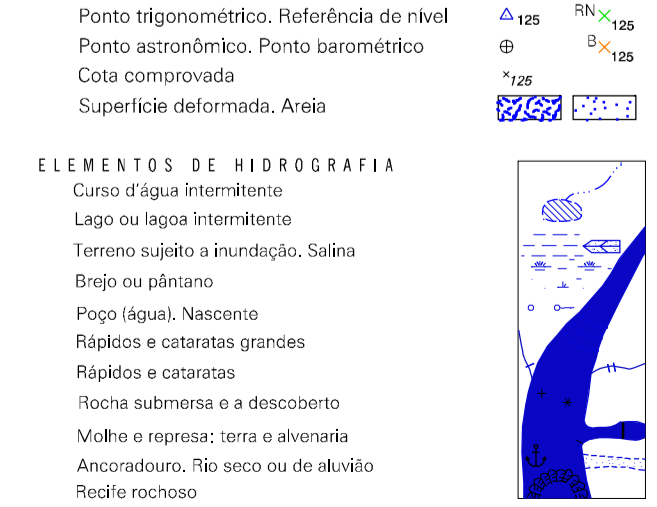 Ponto trigonométrico. Referência de nível 125 RN 125
Ponto astronômico. Ponto barométrico B 125
Cota comprovada 125
Superfície deformada. Areia
ELEMENTOS DE HIDROGRAFIA
Curso d'água intermitente
Lago ou lagoa intermitente
Terreno sujeito a inundação. Salina
Brejo ou pântano
Poço (água). Nascente
Rápidos e cataratas grandes
Rápidos e cataratas
Rocha submersa e a descoberto
Molhe e represa: terra e alvenaria
Ancoradouro. Rio seco ou de aluvião
Recife rochoso